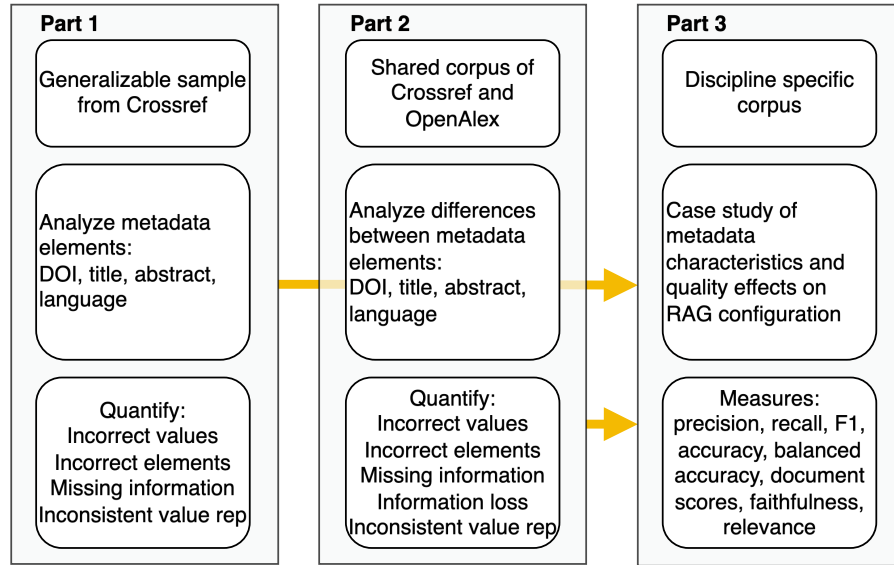 Part 1
Generalizable sample
from Crossref
Analyze metadata
elements:
DOI, title, abstract,
language
Quantify:
Incorrect values
Incorrect elements
Missing information
Inconsistent value rep
Part 2
Shared corpus of
Crossref and
OpenAlex
Analyze differences
between metadata
elements:
DOI, title, abstract,
language
Quantify:
Incorrect values
Incorrect elements
Missing information
Information loss
Inconsistent value rep
Part 3
Discipline specific
corpus
Case study of
metadata
characteristics and
quality effects on
RAG configuration
Measures:
precision, recall, F1,
accuracy, balanced
accuracy, document
scores, faithfulness,
relevance